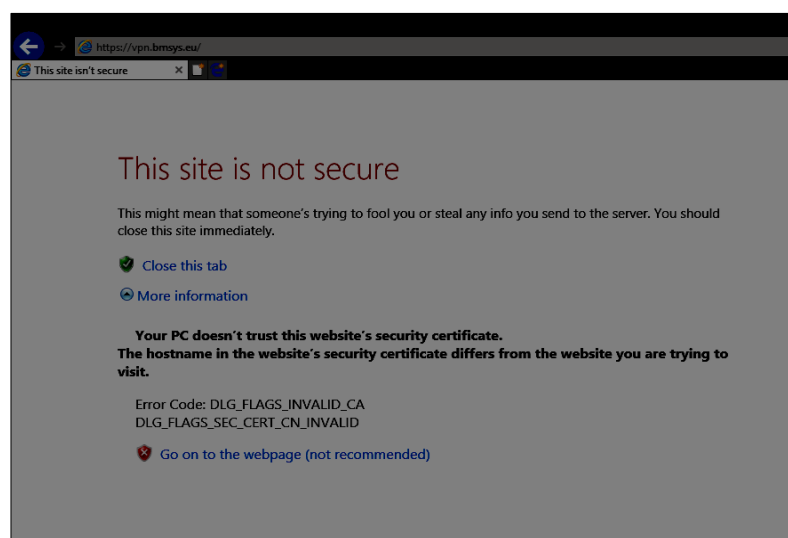 https://vpn.bmsys.eu/
This site isn't secure
This site is not secure
This might mean that someone's trying to fool you or steal any info you send to the server. You should
close this site immediately.
Close this tab
More information
Your PC doesn't trust this website's security certificate.
The hostname in the website's security certificate differs from the website you are trying to
visit.
Error Code: DLG_FLAGS_INVALID_CA
DLG_FLAGS_SEC_CERT_CN_INVALID
Go on to the webpage (not recommended)